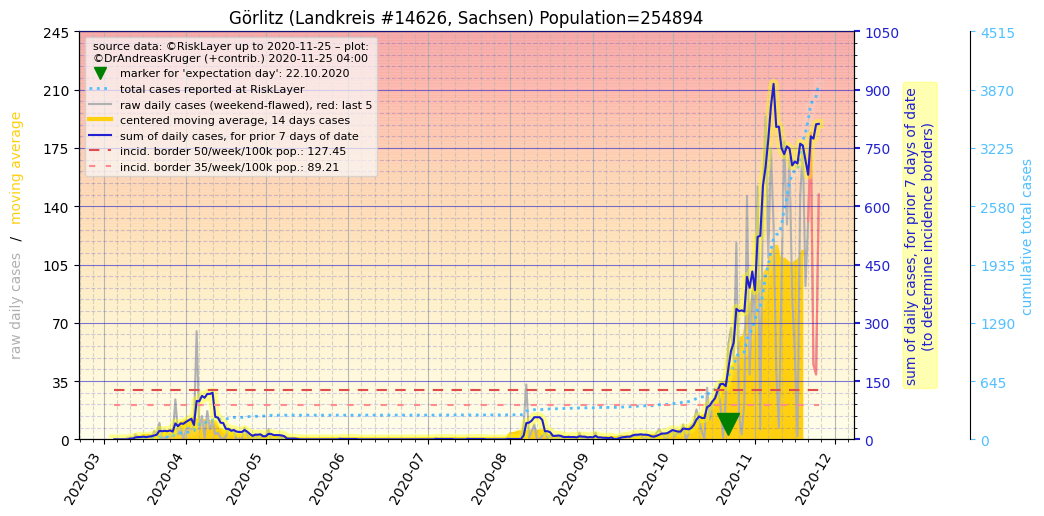 Görlitz (Landkreis #14626, Sachsen) Population=254894
source data: ©RiskLayer up to 2020-11-25 – plot:
©DrAndreasKruger (+contrib.) 2020-11-25 04:00
marker for 'expectation day': 22.10.2020
total cases reported at RiskLayer
raw daily cases (weekend-flawed), red: last 5
centered moving average, 14 days cases
sum of daily cases, for prior 7 days of date
incid. border 50/week/100k pop.: 127.45
incid. border 35/week/100k pop.: 89.21
raw daily cases / moving average
245
210
175
140
105
70
35
0
2020-03
2020-04
2020-05
2020-06
2020-07
2020-08
2020-09
2020-10
2020-11
2020-12
1050
900
750
600
450
300
150
0
sum of daily cases, for prior 7 days of date
(to determine incidence borders)
4515
3870
3225
2580
1935
1290
645
0
cumulative total cases